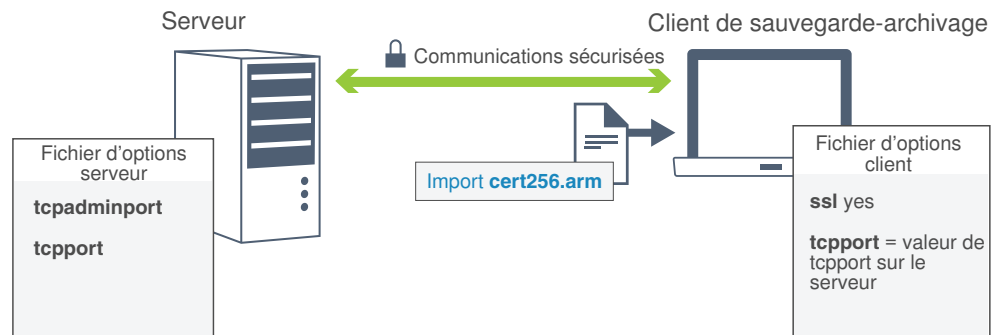 Serveur
Client de sauvegarde-archivage
Communications sécurisées
Fichier d'options
serveur
tcpadminport
tcpport
Import cert256.arm
Fichier d'options
client
ssl yes
tcpport = valeur de
tcpport sur le
serveur